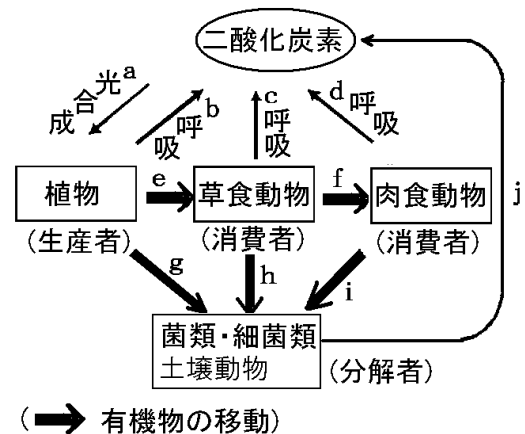 二酸化炭素
光合成 a
呼吸 b
c 呼吸
d 呼吸
植物
e
草食動物
f
肉食動物
j
(生産者)
(消費者)
(消費者)
g
h
i
菌類・細菌類
土壌動物
(分解者)
(➡ 有機物の移動)